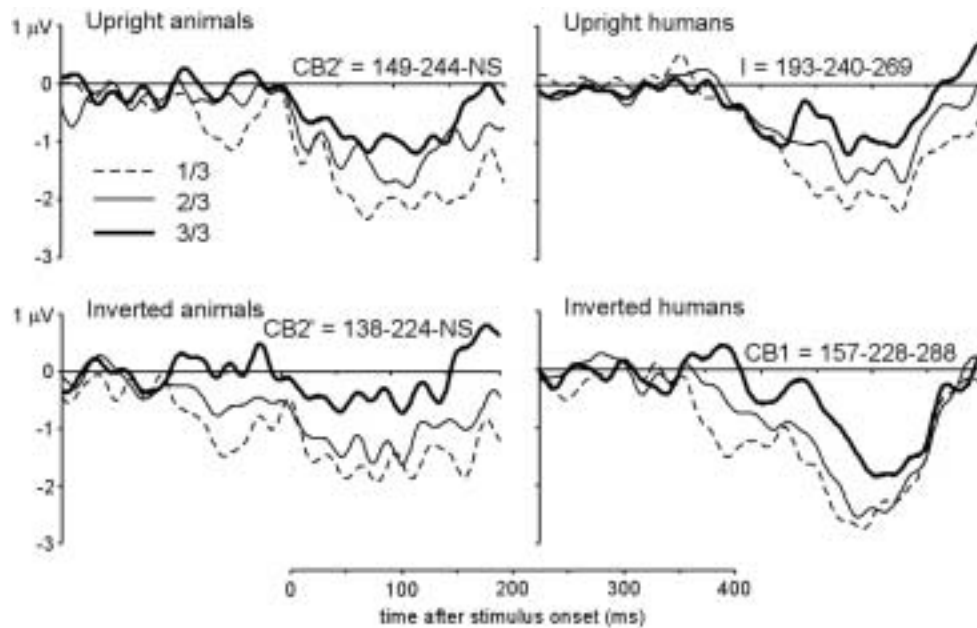 1 µV
Upright animals
Upright humans
CB2' = 149-244-NS
I = 193-240-269
0
-1
-2
-3
1/3
2/3
3/3
Inverted animals
Inverted humans
1 µV
CB2' = 138-224-NS
CB1 = 157-228-288
0
-1
-2
-3
0 100 200 300 400
time after stimulus onset (ms)